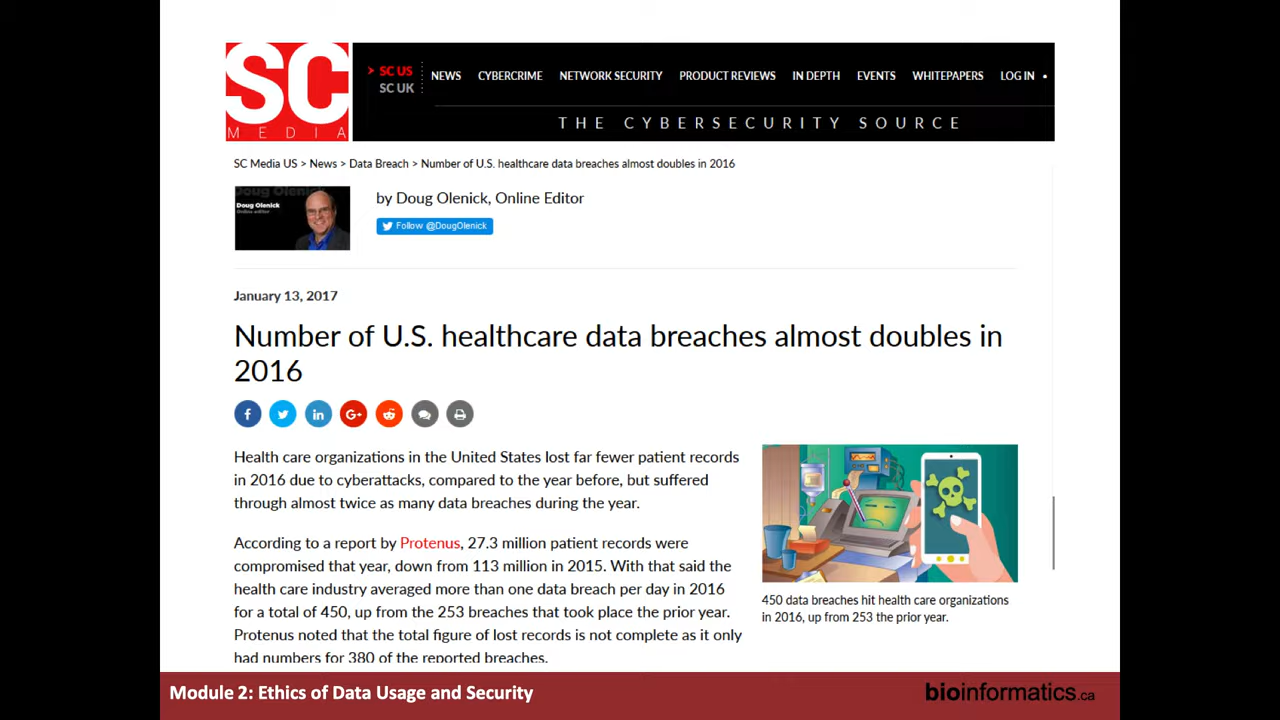 SC
MEDIA
> SC US
SC UK
NEWS CYBERCRIME NETWORK SECURITY PRODUCT REVIEWS IN DEPTH EVENTS WHITEPAPERS LOG IN •
THE CYBERSECURITY SOURCE
SC Media US > News > Data Breach > Number of U.S. healthcare data breaches almost doubles in 2016
Doug Olenick
Doug Olenick
Online editor
by Doug Olenick, Online Editor
Follow @DougOlenick
January 13, 2017
Number of U.S. healthcare data breaches almost doubles in
2016
f
in
G+
Health care organizations in the United States lost far fewer patient records
in 2016 due to cyberattacks, compared to the year before, but suffered
through almost twice as many data breaches during the year.
According to a report by Protenus, 27.3 million patient records were
compromised that year, down from 113 million in 2015. With that said the
health care industry averaged more than one data breach per day in 2016
for a total of 450, up from the 253 breaches that took place the prior year.
Protenus noted that the total figure of lost records is not complete as it only
had numbers for 380 of the reported breaches.
450 data breaches hit health care organizations
in 2016, up from 253 the prior year.
Module 2: Ethics of Data Usage and Security
bioinformatics.ca